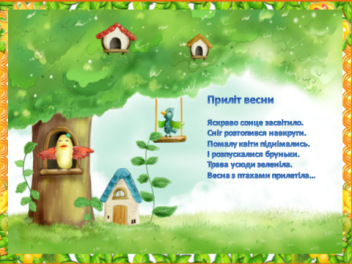 Приліт весни
Яскраво сонце засвітило.
Сніг розтопився навкруги.
Помалу квіти піднімались.
І розпускалися бруньки.
Трава усюди зеленіла.
Весна з птахами прилетіла...